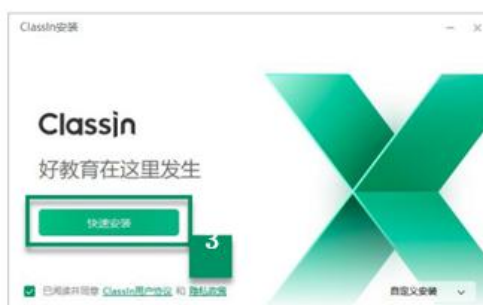 ClassIn安装
Classin
好教育在这里发生
快速安装
3
已阅读并同意 ClassIn用户协议 和 隐私政策
自定义安装